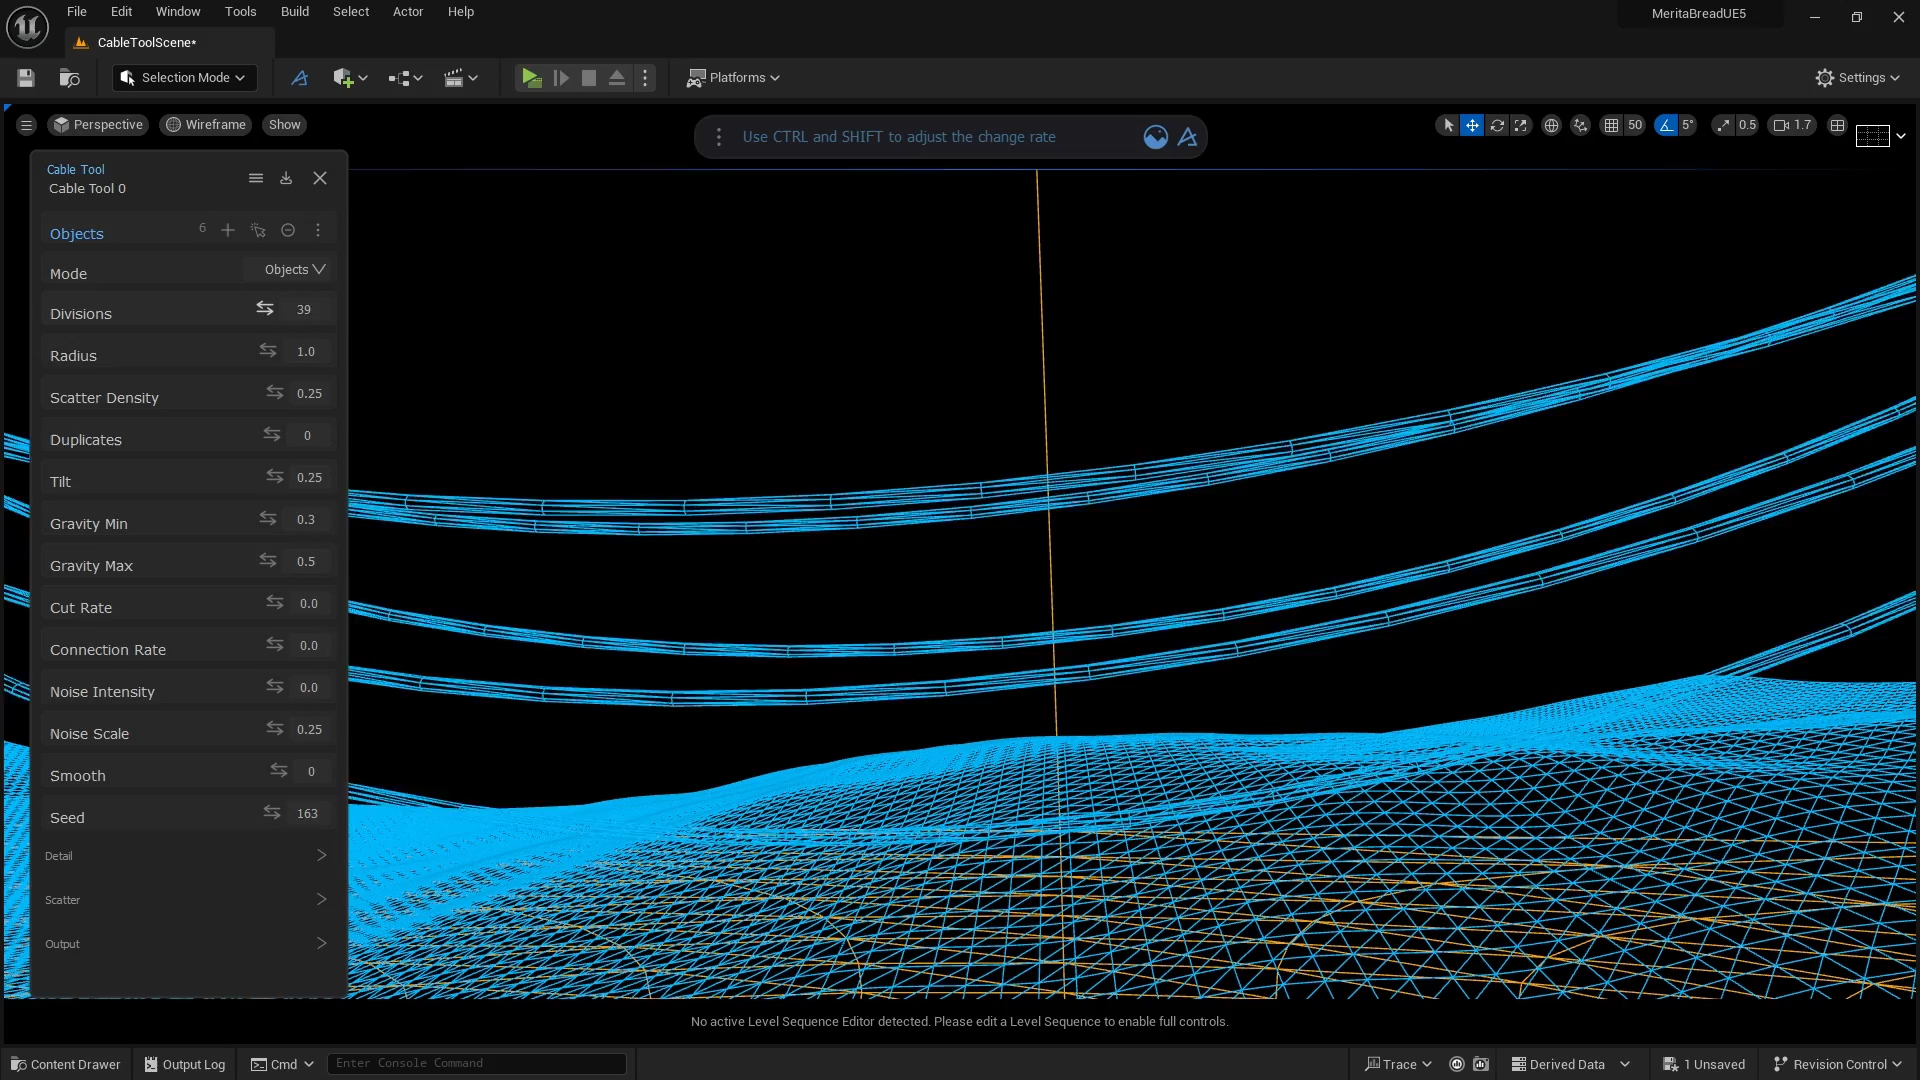 File Edit Window Tools Build Select Actor Help
MeritaBreadUE5
CableToolScene*
Selection Mode
Platforms
Settings
Perspective
Wireframe
Show
Use CTRL and SHIFT to adjust the change rate
50
5°
0.5
1.7
Cable Tool
Cable Tool 0
Objects 6
Mode Objects
Divisions 39
Radius 1.0
Scatter Density 0.25
Duplicates 0
Tilt 0.25
Gravity Min 0.3
Gravity Max 0.5
Cut Rate 0.0
Connection Rate 0.0
Noise Intensity 0.0
Noise Scale 0.25
Smooth 0
Seed 163
Detail
Scatter
Output
No active Level Sequence Editor detected. Please edit a Level Sequence to enable full controls.
Content Drawer
Output Log
Cmd
Enter Console Command
Trace
Derived Data
1 Unsaved
Revision Control